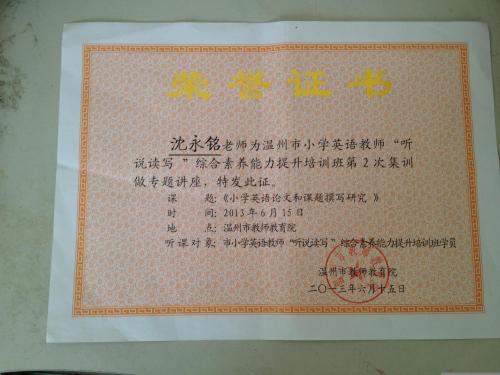 荣誉证书
沈永铭老师为温州市小学英语教师“听
说读写 ”综合素养能力提升培训班第2次集训
做专题讲座，特发此证。
课 题:《小学英语论文和课题撰写研究 》
时 间: 2013年6月15日
地 点: 温州市教师教育院
听课对象: 市小学英语教师“听说读写”综合素养能力提升培训班学员
温州市教师教育院
二〇一三年六月十五日